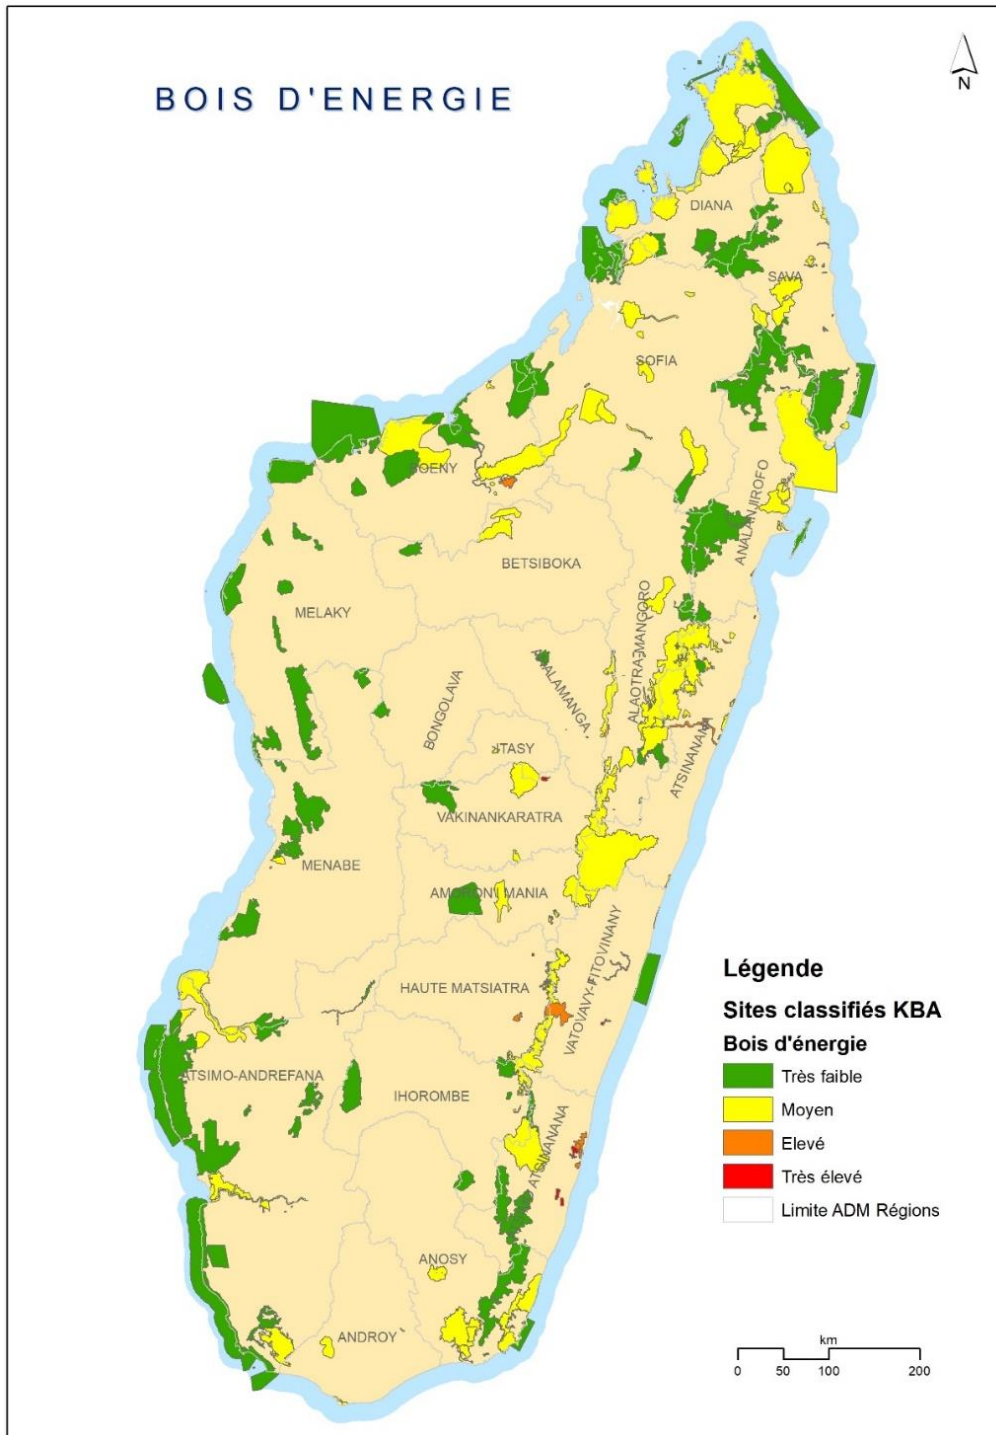 BOIS D'ENERGIE
N
DIANA
SAVA
SOFIA
BOENY
ANALANJIROFO
BETSIBOKA
MELAKY
ALAOTRA-MANGORO
BONGOLAVA
ANALAMANGA
ITASY
ATSINANANA
VAKINANKARATRA
MENABE
AMORON'I MANIA
VATOVAVY-FITOVINANY
HAUTE MATSIATRA
ATSIMO-ANDREFANA
IHOROMBE
ATSINANANA
ANOSY
ANDROY
Légende
Sites classifiés KBA
Bois d'énergie
Très faible
Moyen
Elevé
Très élevé
Limite ADM Régions
km
0 50 100 200